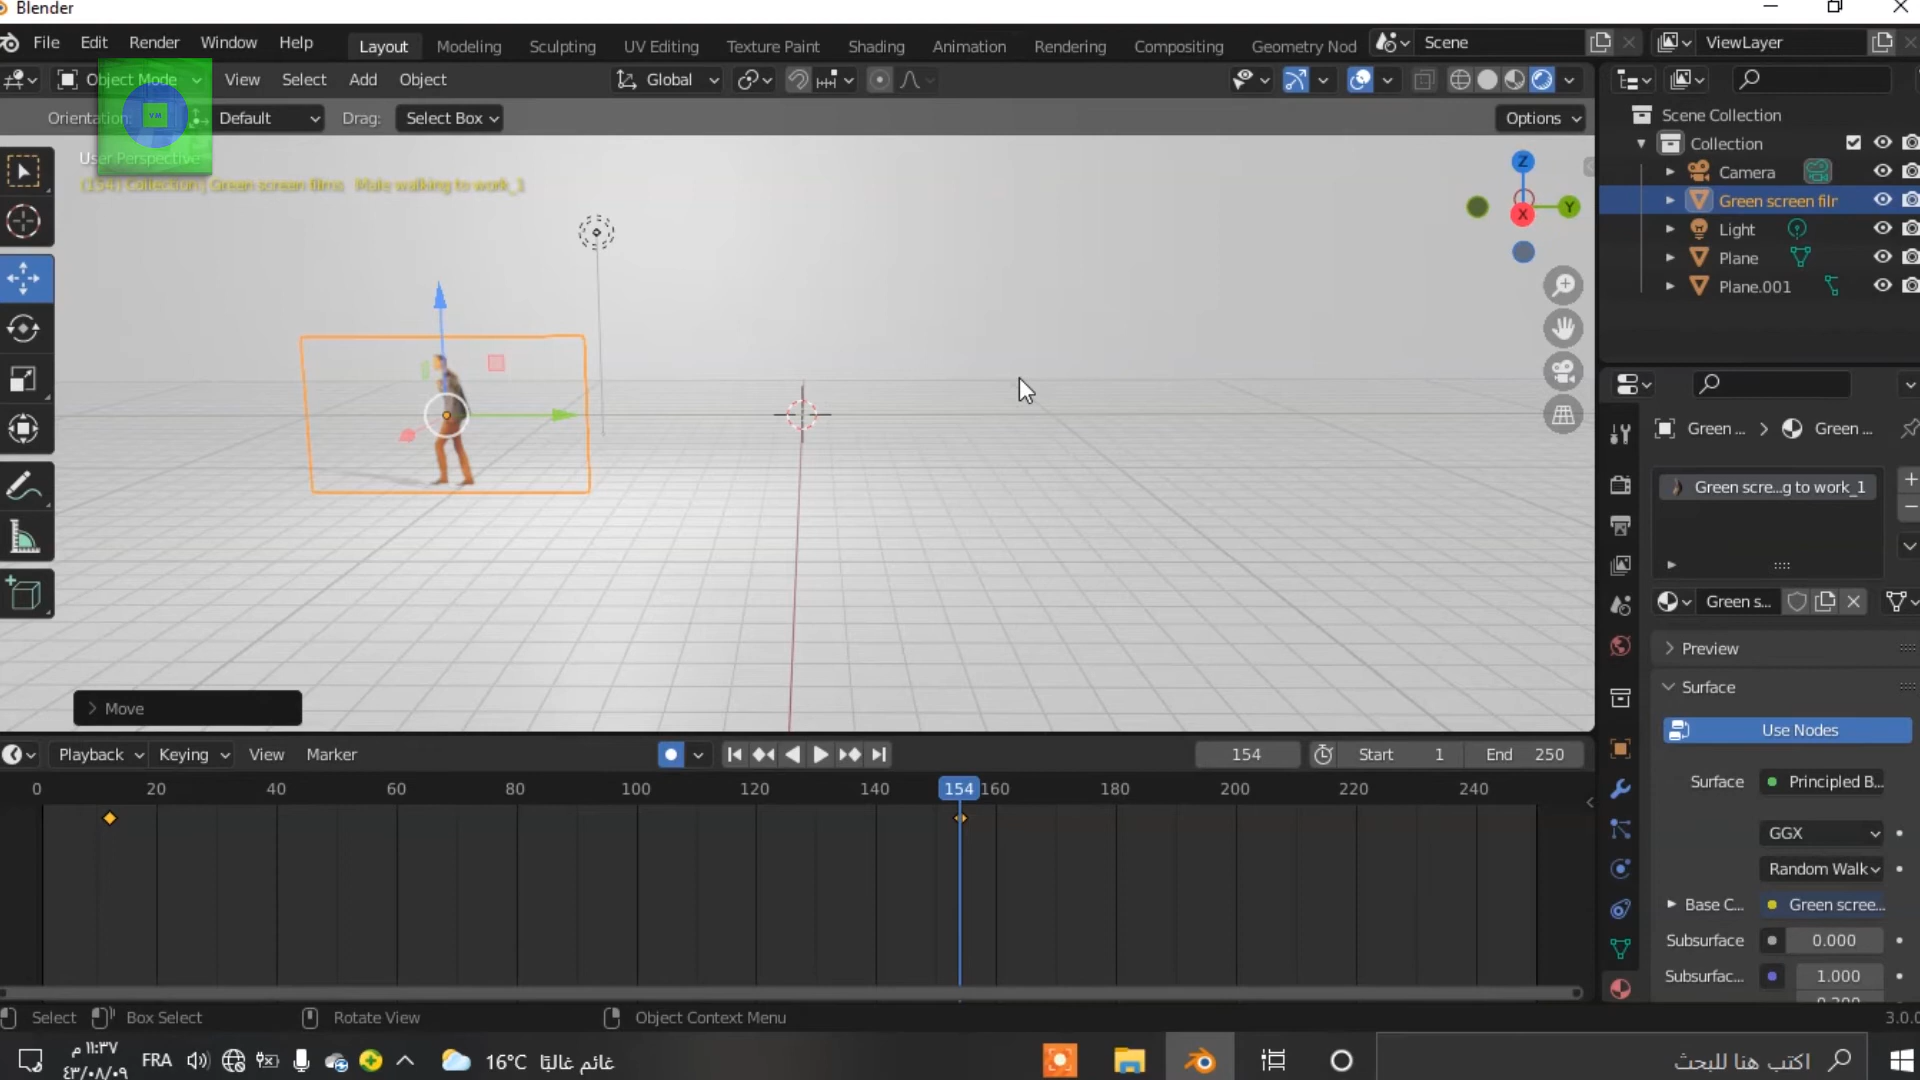 Blender
File Edit Render Window Help Layout Modeling Sculpting UV Editing Texture Paint Shading Animation Rendering Compositing Geometry Nod Scene ViewLayer
Object Mode View Select Add Object Global
Orientation: Default Drag: Select Box Options
VM
User Perspective
(154) Collection | Green screen films Male walking to work_1
Z
Y
X
Scene Collection
Collection
Camera
Green screen filr
Light
Plane
Plane.001
Green ... > Green ...
Green scre...g to work_1
Green s...
Preview
Surface
Use Nodes
Surface Principled B...
GGX
Random Walk
Base C... Green scree...
Subsurface 0.000
Subsurfac... 1.000
Move
Playback Keying View Marker 154 Start 1 End 250
0 20 40 60 80 100 120 140 154 160 180 200 220 240
Select Box Select Rotate View Object Context Menu 3.0.0
١١:٣٧ م
٤٣/٠٨/٠٩
FRA
16°C غائم غالبًا
اكتب هنا للبحث